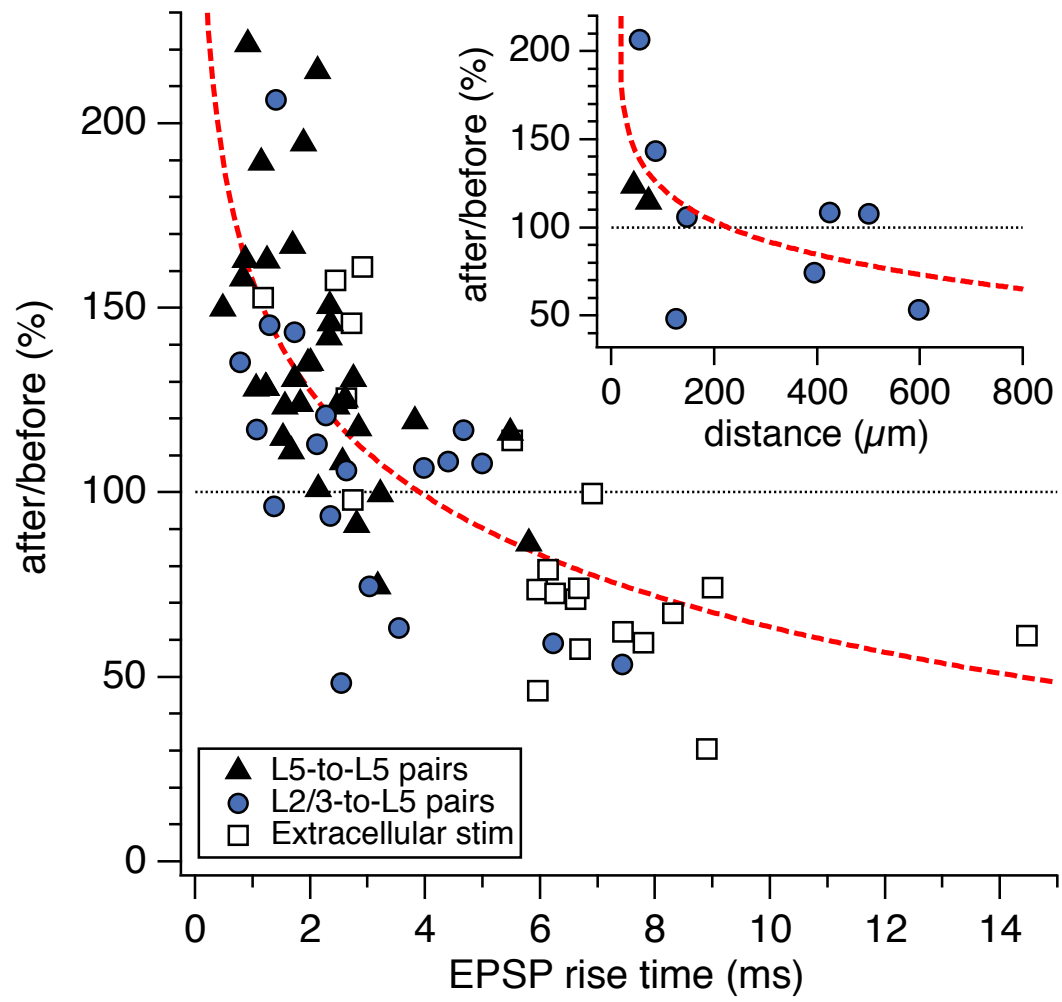 after/before (%)
200
150
100
50
0
0 2 4 6 8 10 12 14
EPSP rise time (ms)
L5-to-L5 pairs
L2/3-to-L5 pairs
Extracellular stim
after/before (%)
200
150
100
50
0 200 400 600 800
distance (µm)